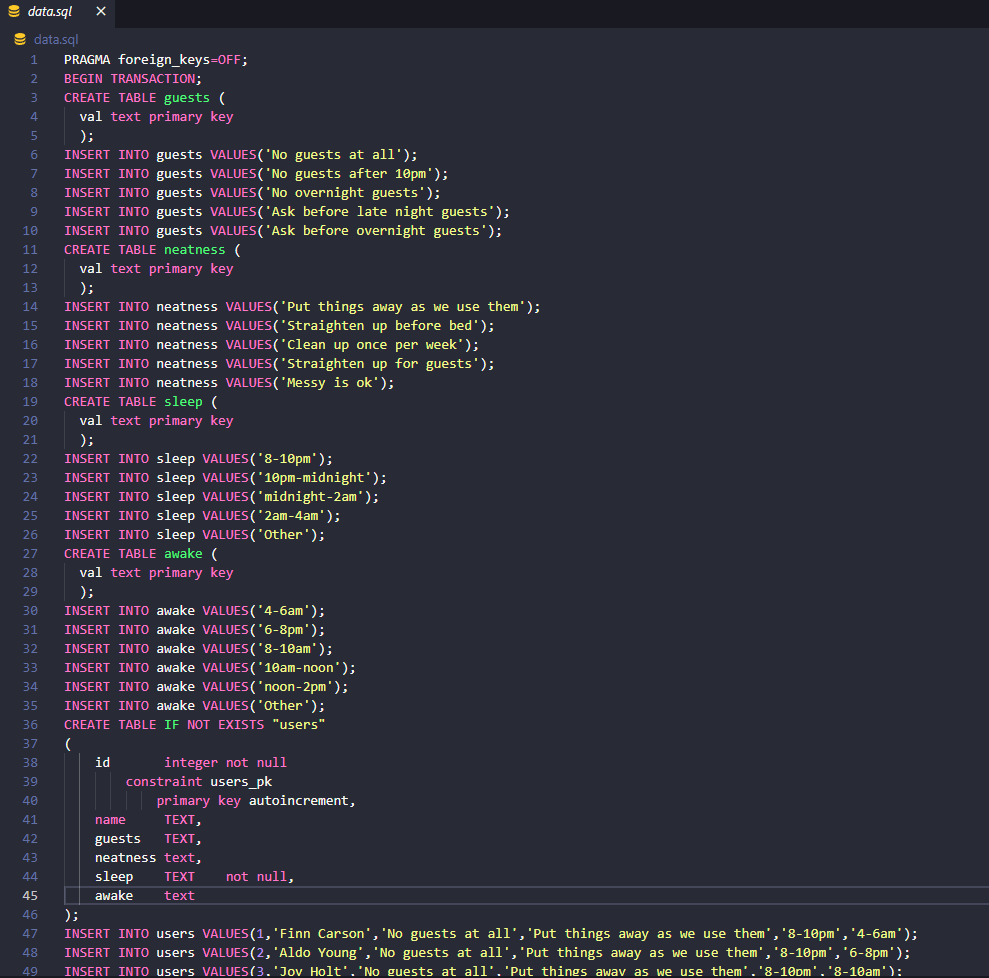 data.sql ×
data.sql
1 PRAGMA foreign_keys=OFF;
2 BEGIN TRANSACTION;
3 CREATE TABLE guests (
4 val text primary key
5 );
6 INSERT INTO guests VALUES('No guests at all');
7 INSERT INTO guests VALUES('No guests after 10pm');
8 INSERT INTO guests VALUES('No overnight guests');
9 INSERT INTO guests VALUES('Ask before late night guests');
10 INSERT INTO guests VALUES('Ask before overnight guests');
11 CREATE TABLE neatness (
12 val text primary key
13 );
14 INSERT INTO neatness VALUES('Put things away as we use them');
15 INSERT INTO neatness VALUES('Straighten up before bed');
16 INSERT INTO neatness VALUES('Clean up once per week');
17 INSERT INTO neatness VALUES('Straighten up for guests');
18 INSERT INTO neatness VALUES('Messy is ok');
19 CREATE TABLE sleep (
20 val text primary key
21 );
22 INSERT INTO sleep VALUES('8-10pm');
23 INSERT INTO sleep VALUES('10pm-midnight');
24 INSERT INTO sleep VALUES('midnight-2am');
25 INSERT INTO sleep VALUES('2am-4am');
26 INSERT INTO sleep VALUES('Other');
27 CREATE TABLE awake (
28 val text primary key
29 );
30 INSERT INTO awake VALUES('4-6am');
31 INSERT INTO awake VALUES('6-8pm');
32 INSERT INTO awake VALUES('8-10am');
33 INSERT INTO awake VALUES('10am-noon');
34 INSERT INTO awake VALUES('noon-2pm');
35 INSERT INTO awake VALUES('Other');
36 CREATE TABLE IF NOT EXISTS "users"
37 (
38 id integer not null
39 constraint users_pk
40 primary key autoincrement,
41 name TEXT,
42 guests TEXT,
43 neatness text,
44 sleep TEXT not null,
45 awake text
46 );
47 INSERT INTO users VALUES(1,'Finn Carson','No guests at all','Put things away as we use them','8-10pm','4-6am');
48 INSERT INTO users VALUES(2,'Aldo Young','No guests at all','Put things away as we use them','8-10pm','6-8pm');
49 INSERT INTO users VALUES(3,'Joy Holt','No guests at all','Put things away as we use them','8-10pm','8-10am');